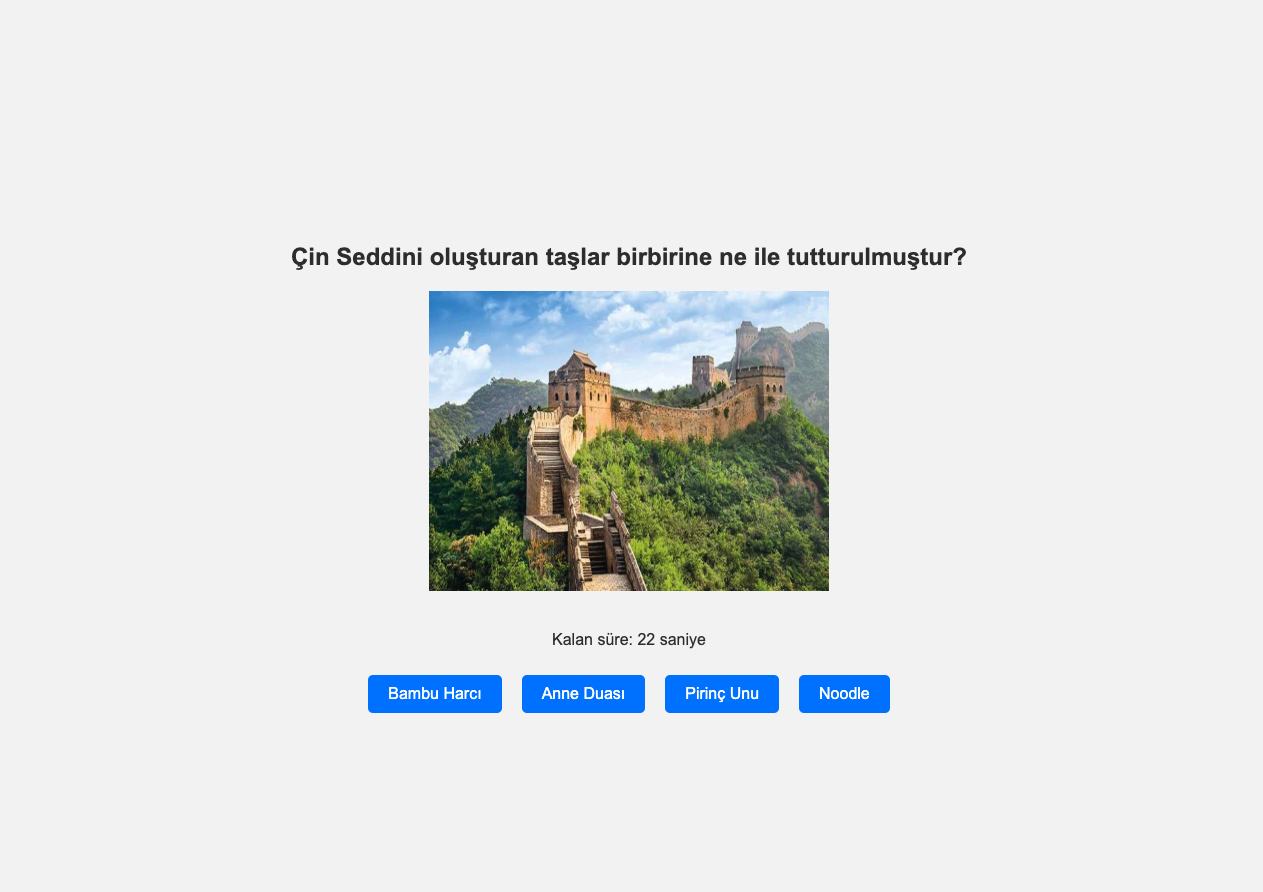 Çin Seddini oluşturan taşlar birbirine ne ile tutturulmuştur?
Kalan süre: 22 saniye
Bambu Harcı
Anne Duası
Pirinç Unu
Noodle